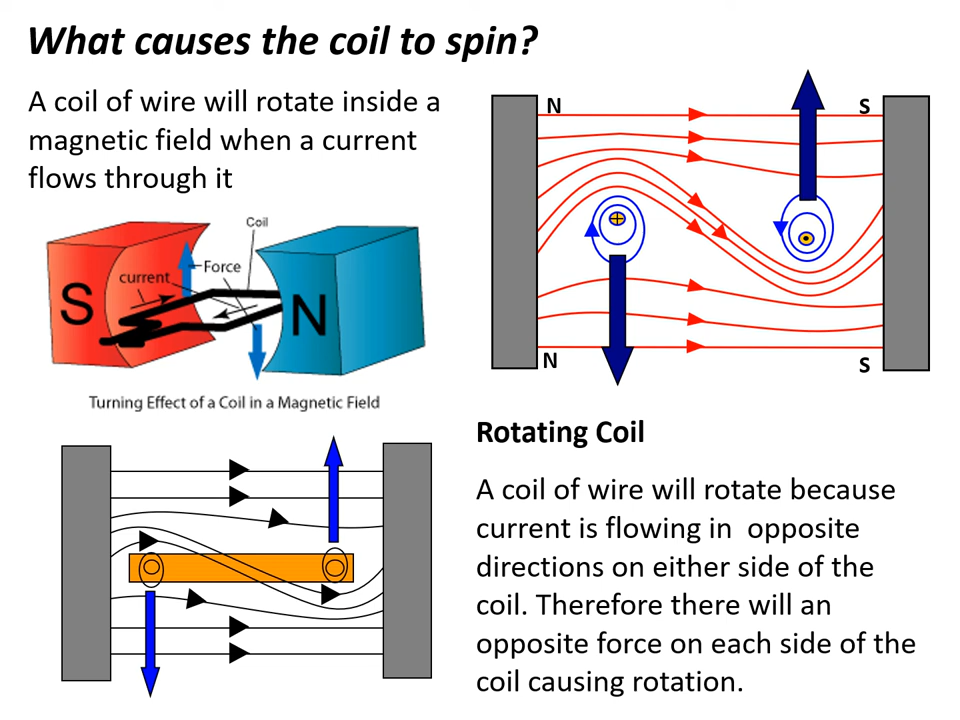 What causes the coil to spin?
A coil of wire will rotate inside a
magnetic field when a current
flows through it
Coil
Force
current
S
N
Turning Effect of a Coil in a Magnetic Field
N
S
N
S
Rotating Coil
A coil of wire will rotate because
current is flowing in  opposite
directions on either side of the
coil. Therefore there will an
opposite force on each side of the
coil causing rotation.